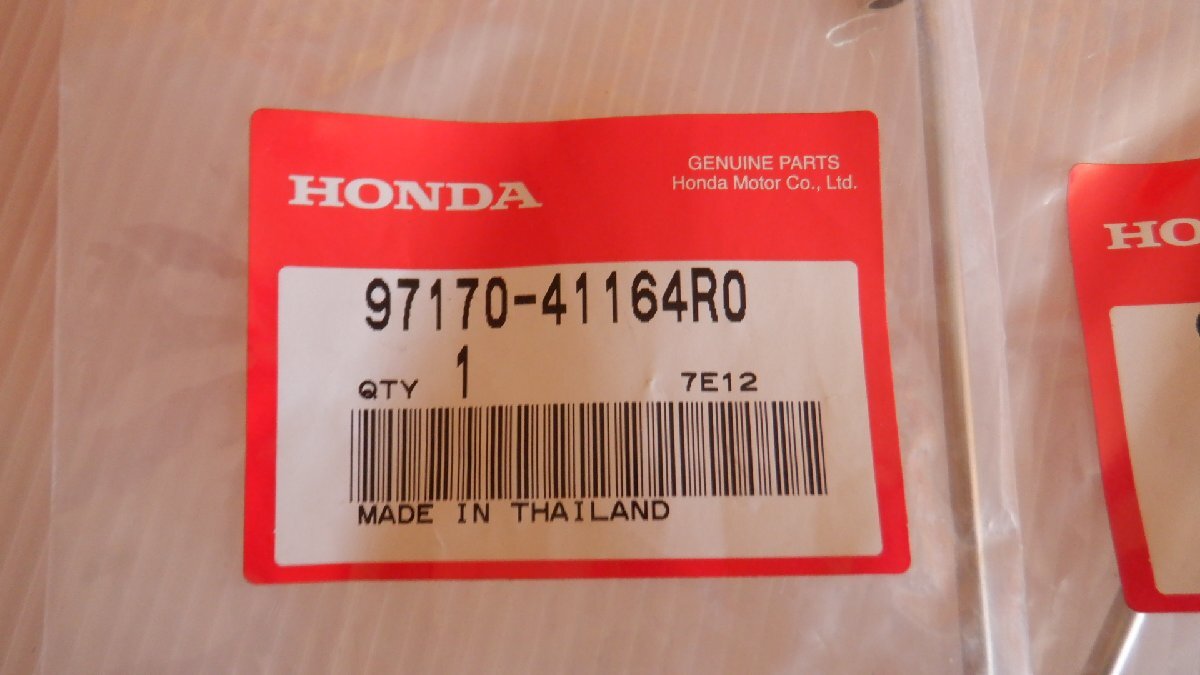 HONDA
GENUINE PARTS
Honda Motor Co., Ltd.
97170-41164R0
QTY 1 7E12
MADE IN THAILAND
HO